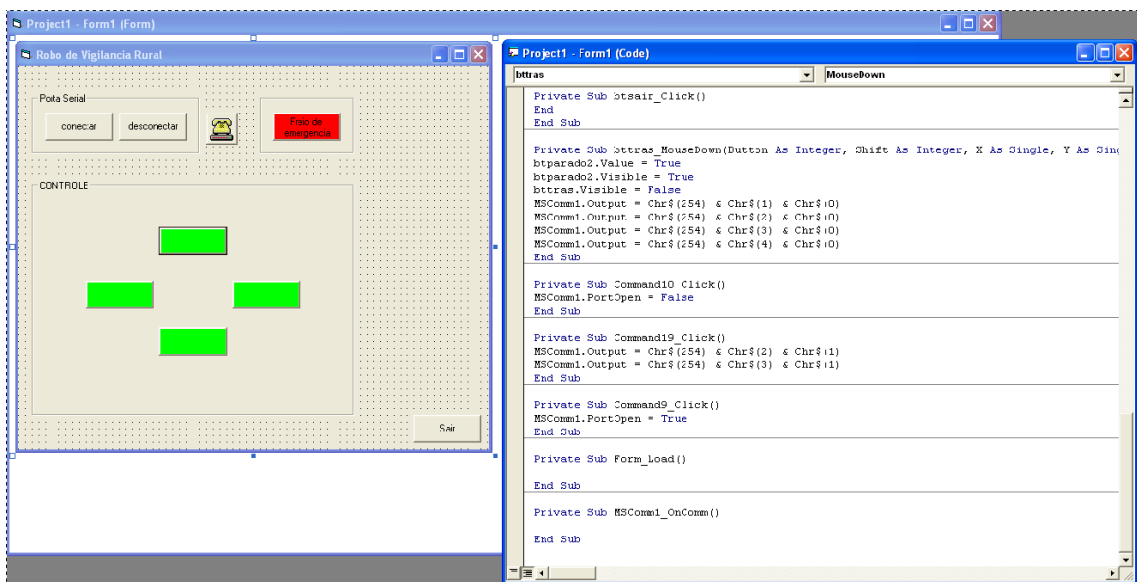 Project1 - Form1 (Form)
Robo de Vigilancia Rural
Porta Serial
conectar
desconectar
Freio de
emergencia
CONTROLE
Sair
Project1 - Form1 (Code)
bttras
MouseDown
Private Sub btsair_Click()
End
End Sub
Private Sub bttras_MouseDown(Button As Integer, Shift As Integer, X As Single, Y As Sing
btparado2.Value = True
btparado2.Visible = True
bttras.Visible = False
MSComm1.Output = Chr$(254) & Chr$(1) & Chr$(0)
MSComm1.Output = Chr$(254) & Chr$(2) & Chr$(0)
MSComm1.Output = Chr$(254) & Chr$(3) & Chr$(0)
MSComm1.Output = Chr$(254) & Chr$(4) & Chr$(0)
End Sub
Private Sub Command10_Click()
MSComm1.PortOpen = False
End Sub
Private Sub Command19_Click()
MSComm1.Output = Chr$(254) & Chr$(2) & Chr$(1)
MSComm1.Output = Chr$(254) & Chr$(3) & Chr$(1)
End Sub
Private Sub Command9_Click()
MSComm1.PortOpen = True
End Sub
Private Sub Form_Load()
End Sub
Private Sub MSComm1_OnComm()
End Sub